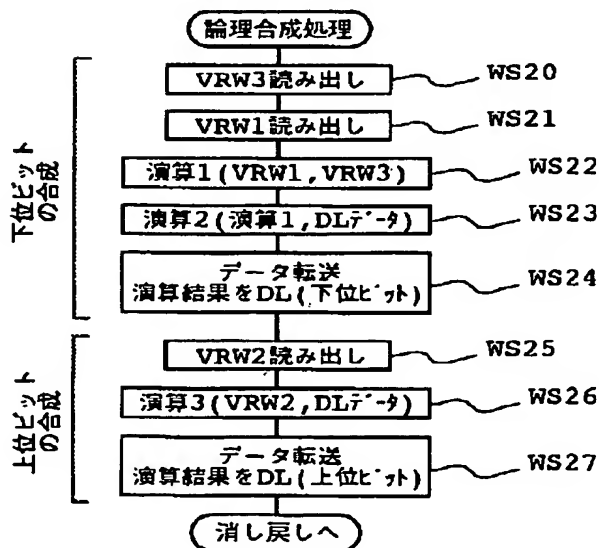 論理合成処理
下位ビット
の合成
VRW3読み出し
WS20
VRW1読み出し
WS21
演算1(VRW1,VRW3)
WS22
演算2(演算1,DLデータ)
WS23
データ転送
演算結果をDL(下位ビット)
WS24
上位ビット
の合成
VRW2読み出し
WS25
演算3(VRW2,DLデータ)
WS26
データ転送
演算結果をDL(上位ビット)
WS27
消し戻しへ